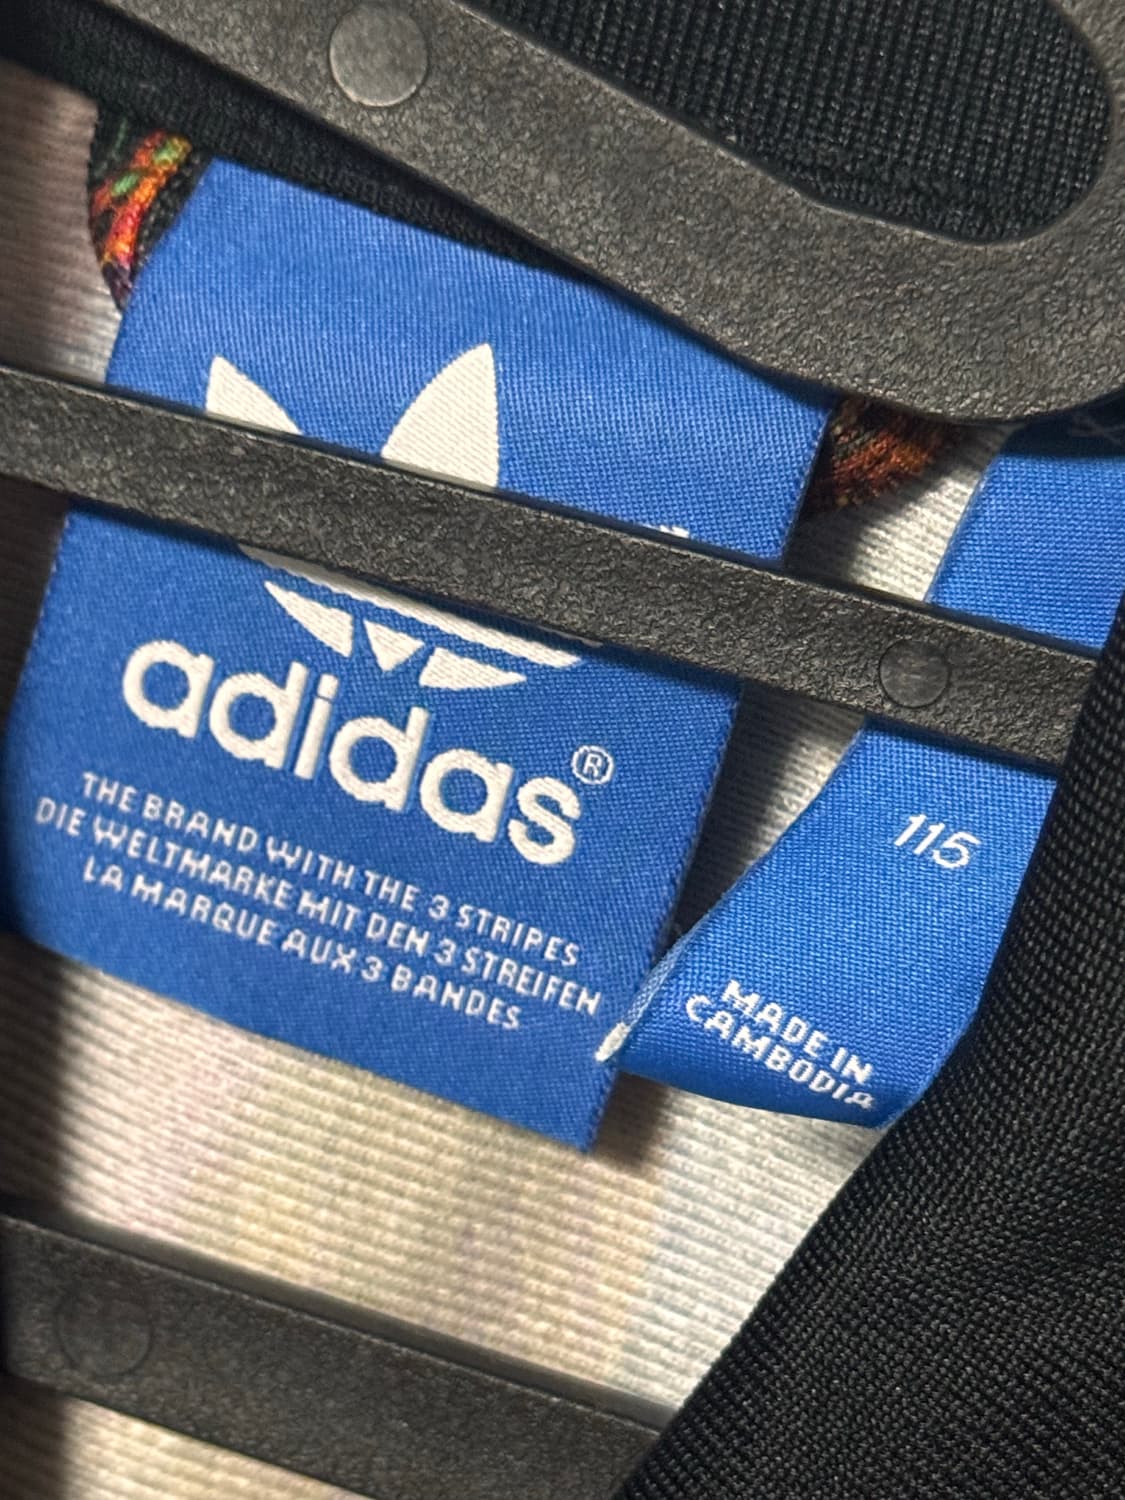 adidas®
THE BRAND WITH THE 3 STRIPES
DIE WELTMARKE MIT DEN 3 STREIFEN
LA MARQUE AUX 3 BANDES
115
MADE IN
CAMBODIA